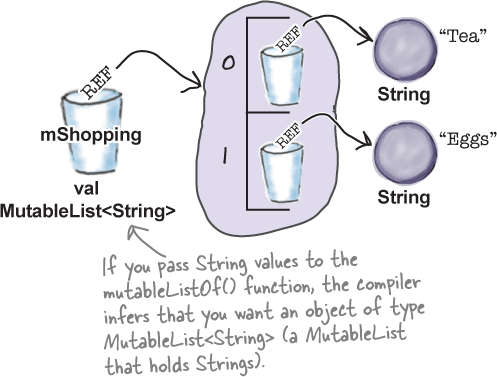 REF
"Tea"
String
0
REF
mShopping
val
MutableList<String>
REF
1
"Eggs"
String
If you pass String values to the
mutableListOf() function, the compiler
infers that you want an object of type
MutableList<String> (a MutableList
that holds Strings).